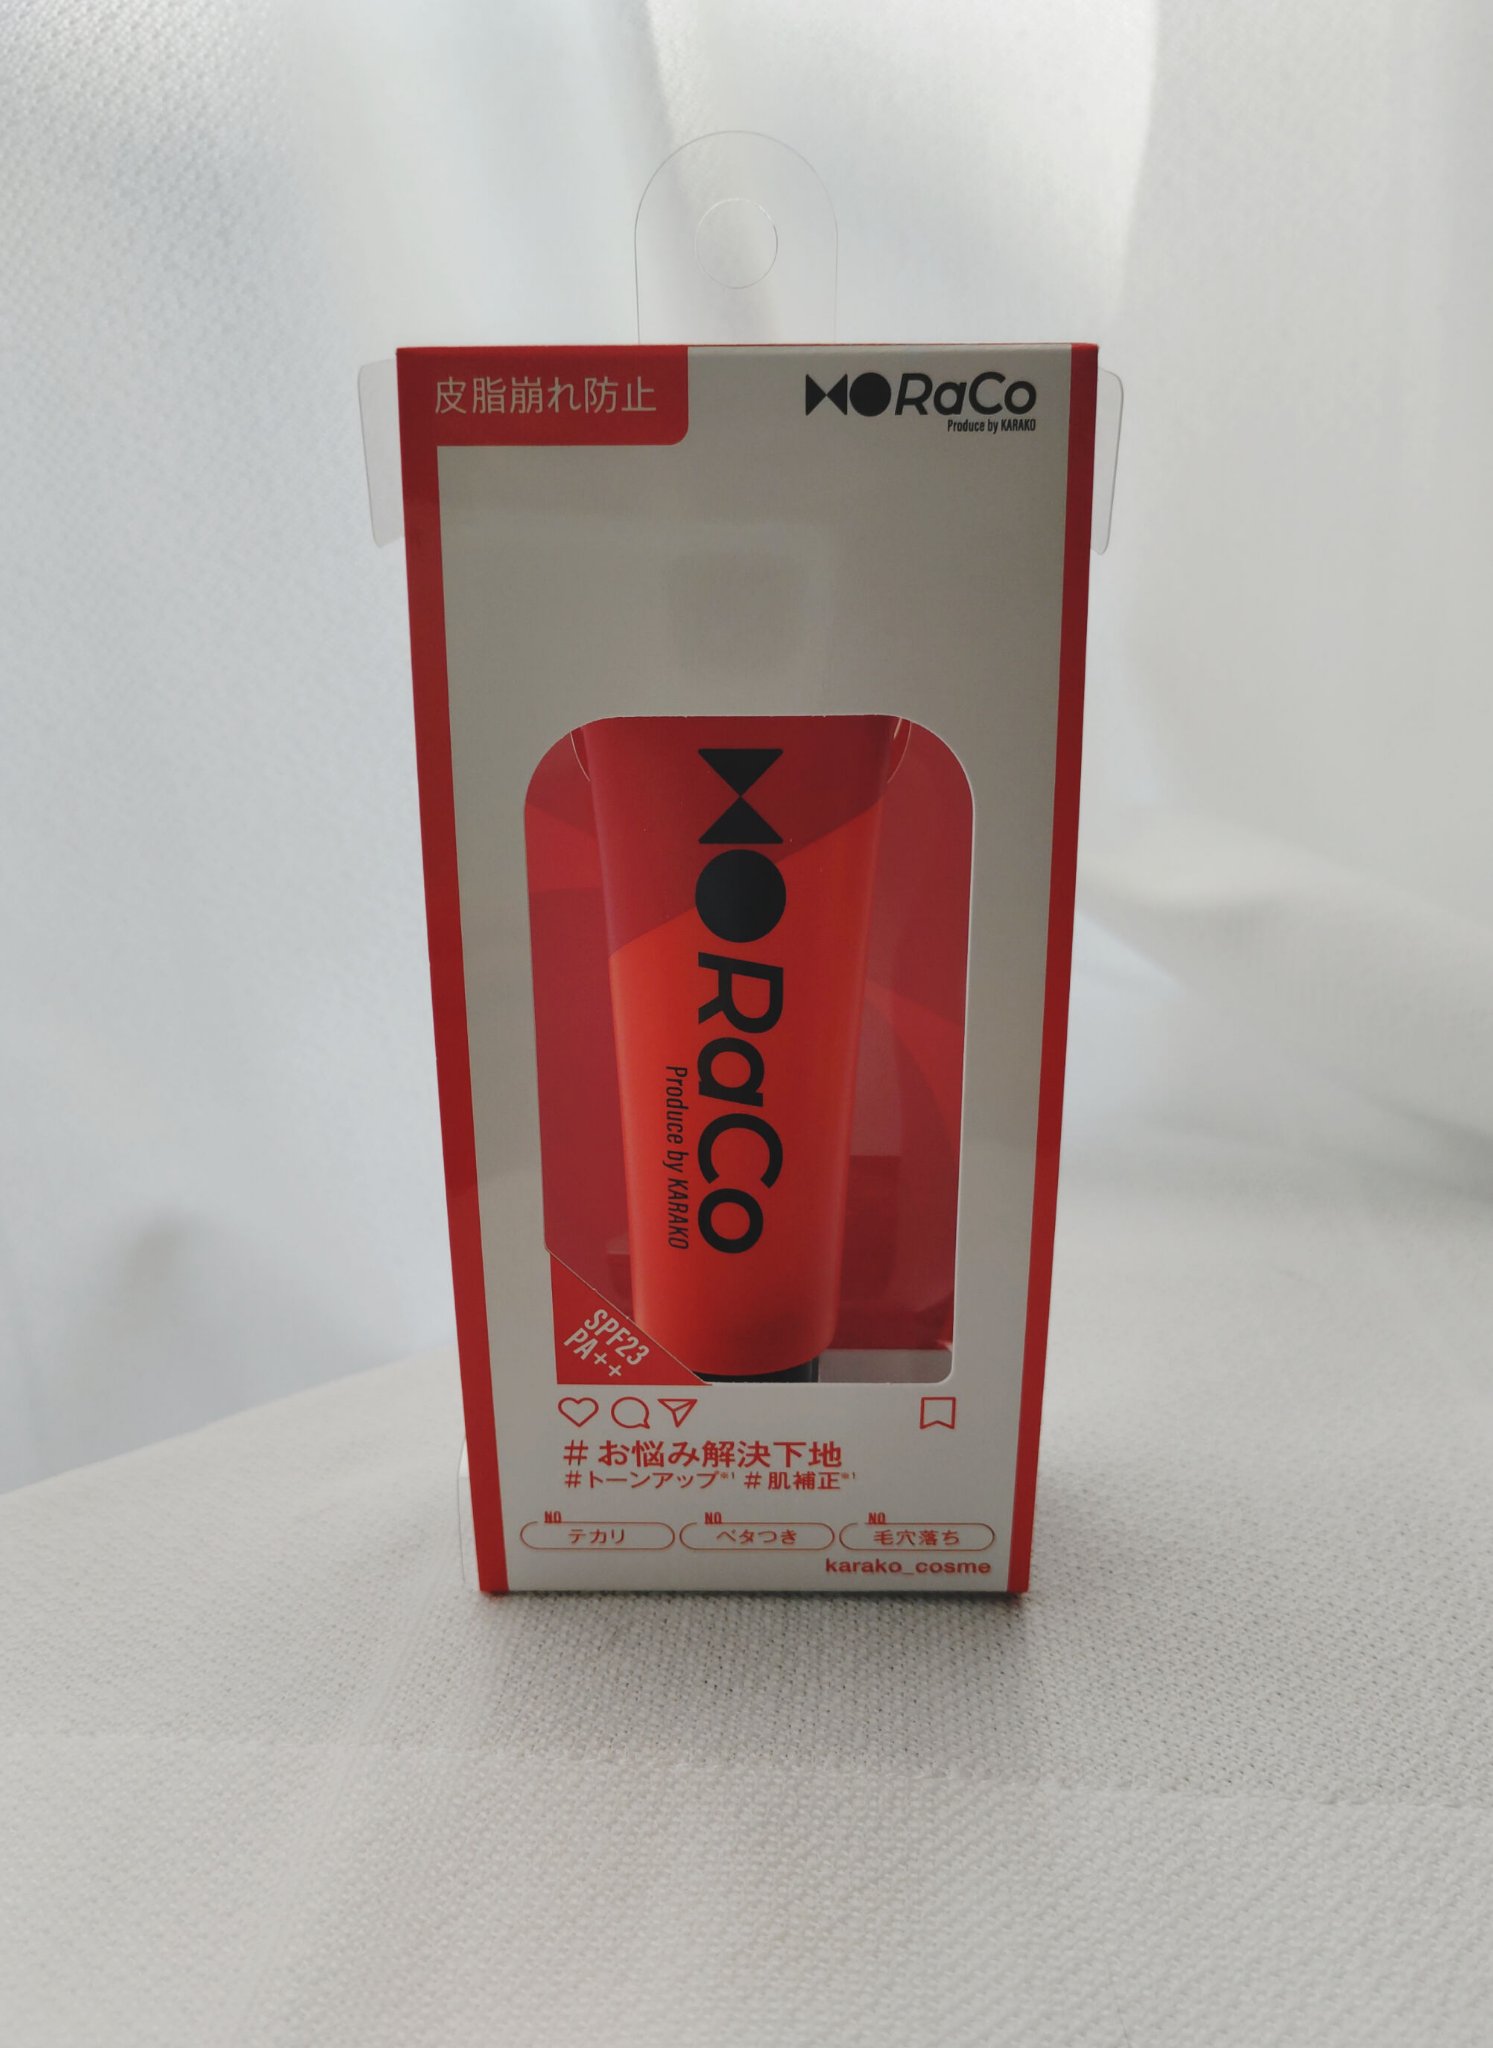 皮脂崩れ防止
MORaCo
Produce by KARAKO
MORaCo
Produce by KARAKO
SPF23
PA++
#お悩み解決下地
#トーンアップ※1 #肌補正※1
NO テカリ NO ベタつき NO 毛穴落ち
karako_cosme